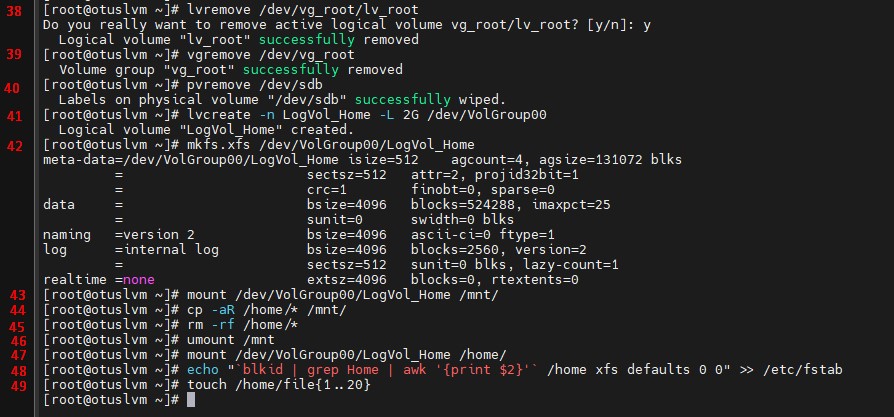 38 [root@otuslvm ~]# lvremove /dev/vg_root/lv_root
Do you really want to remove active logical volume vg_root/lv_root? [y/n]: y
  Logical volume "lv_root" successfully removed
39 [root@otuslvm ~]# vgremove /dev/vg_root
  Volume group "vg_root" successfully removed
40 [root@otuslvm ~]# pvremove /dev/sdb
  Labels on physical volume "/dev/sdb" successfully wiped.
41 [root@otuslvm ~]# lvcreate -n LogVol_Home -L 2G /dev/VolGroup00
  Logical volume "LogVol_Home" created.
42 [root@otuslvm ~]# mkfs.xfs /dev/VolGroup00/LogVol_Home
meta-data=/dev/VolGroup00/LogVol_Home isize=512    agcount=4, agsize=131072 blks
         =                       sectsz=512   attr=2, projid32bit=1
         =                       crc=1        finobt=0, sparse=0
data     =                       bsize=4096   blocks=524288, imaxpct=25
         =                       sunit=0      swidth=0 blks
naming   =version 2              bsize=4096   ascii-ci=0 ftype=1
log      =internal log           bsize=4096   blocks=2560, version=2
         =                       sectsz=512   sunit=0 blks, lazy-count=1
realtime =none                   extsz=4096   blocks=0, rtextents=0
43 [root@otuslvm ~]# mount /dev/VolGroup00/LogVol_Home /mnt/
44 [root@otuslvm ~]# cp -aR /home/* /mnt/
45 [root@otuslvm ~]# rm -rf /home/*
46 [root@otuslvm ~]# umount /mnt
47 [root@otuslvm ~]# mount /dev/VolGroup00/LogVol_Home /home/
48 [root@otuslvm ~]# echo "`blkid | grep Home | awk '{print $2}'` /home xfs defaults 0 0" >> /etc/fstab
49 [root@otuslvm ~]# touch /home/file{1..20}
[root@otuslvm ~]#